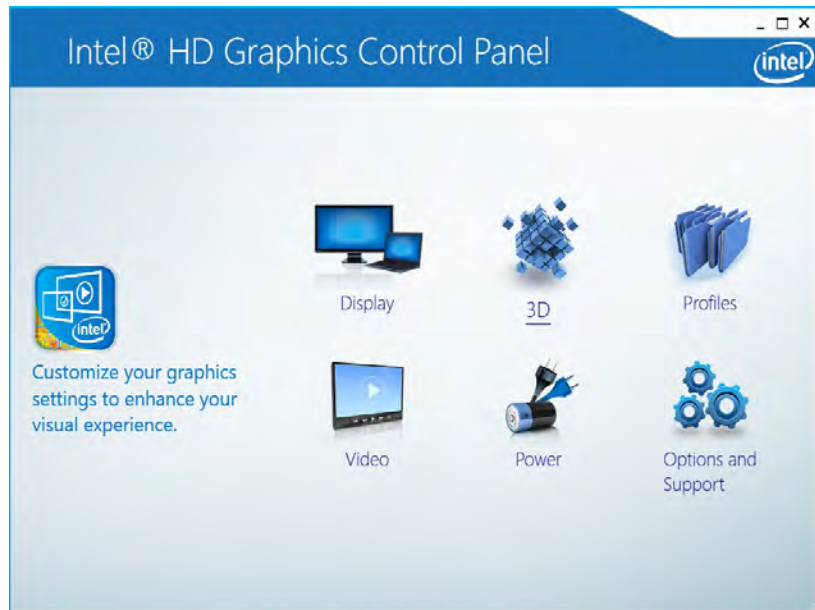 Intel® HD Graphics Control Panel
intel
Display
3D
Profiles
intel
Customize your graphics
settings to enhance your
visual experience.
Video
Power
Options and
Support